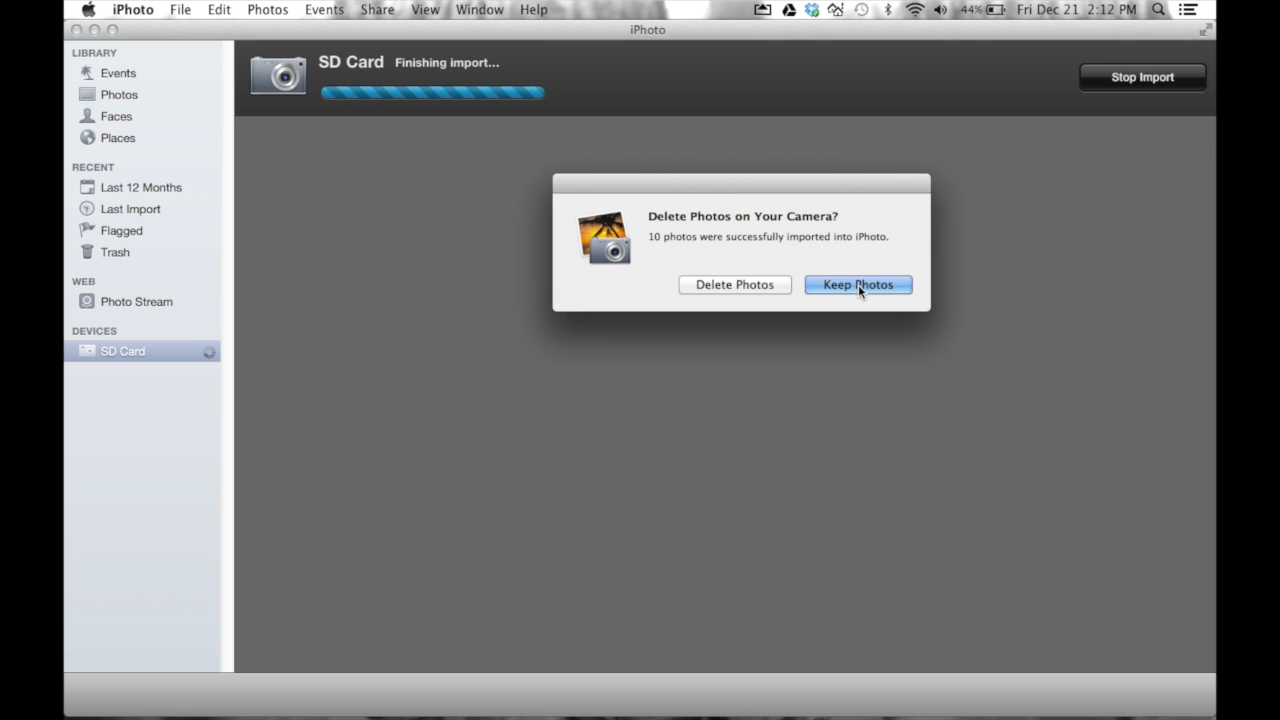 iPhoto File Edit Photos Events Share View Window Help 44% Fri Dec 21 2:12 PM
iPhoto
LIBRARY
Events
Photos
Faces
Places
RECENT
Last 12 Months
Last Import
Flagged
Trash
WEB
Photo Stream
DEVICES
SD Card
SD Card Finishing import...
Stop Import
Delete Photos on Your Camera?
10 photos were successfully imported into iPhoto.
Delete Photos Keep Photos